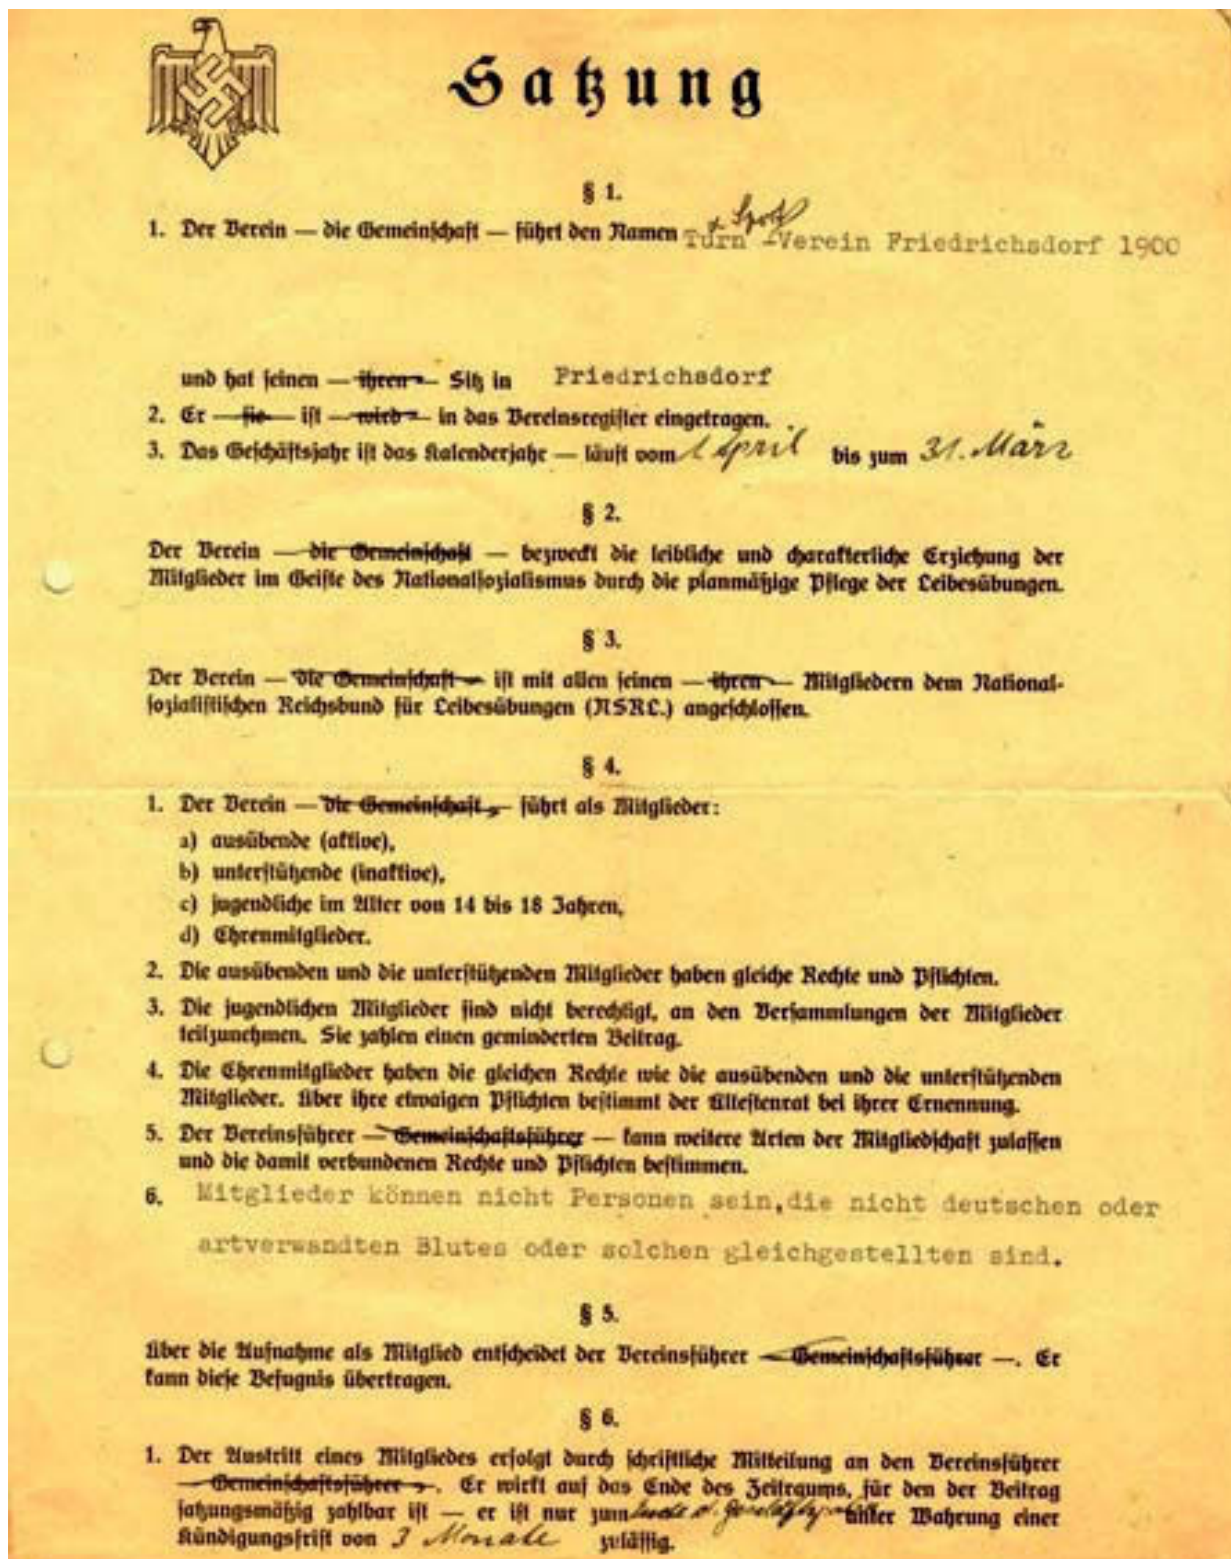 Satzung
§ 1.
1. Der Verein — die Gemeinschaft — führt den Namen Turn + Sport -Verein Friedrichsdorf 1900
und hat seinen — ihren — Sitz in Friedrichsdorf
2. Er — sie — ist — wird — in das Vereinsregister eingetragen.
3. Das Geschäftsjahr ist das Kalenderjahr — läuft vom 1 April bis zum 31. März
§ 2.
Der Verein — die Gemeinschaft — bezweckt die leibliche und charakterliche Erziehung der
Mitglieder im Geiste des Nationalsozialismus durch die planmäßige Pflege der Leibesübungen.
§ 3.
Der Verein — die Gemeinschaft — ist mit allen seinen — ihren — Mitgliedern dem National-
sozialistischen Reichsbund für Leibesübungen (NSRL.) angeschlossen.
§ 4.
1. Der Verein — die Gemeinschaft — führt als Mitglieder:
a) ausübende (aktive),
b) unterstützende (inaktive),
c) jugendliche im Alter von 14 bis 18 Jahren,
d) Ehrenmitglieder.
2. Die ausübenden und die unterstützenden Mitglieder haben gleiche Rechte und Pflichten.
3. Die jugendlichen Mitglieder sind nicht berechtigt, an den Versammlungen der Mitglieder
teilzunehmen. Sie zahlen einen geminderten Beitrag.
4. Die Ehrenmitglieder haben die gleichen Rechte wie die ausübenden und die unterstützenden
Mitglieder. Über ihre etwaigen Pflichten bestimmt der Ältestenrat bei ihrer Ernennung.
5. Der Vereinsführer — Gemeinschaftsführer — kann weitere Arten der Mitgliedschaft zulassen
und die damit verbundenen Rechte und Pflichten bestimmen.
6. Mitglieder können nicht Personen sein,die nicht deutschen oder
artverwandten Blutes oder solchen gleichgestellten sind.
§ 5.
Über die Aufnahme als Mitglied entscheidet der Vereinsführer — Gemeinschaftsführer —. Er
kann diese Befugnis übertragen.
§ 6.
1. Der Austritt eines Mitgliedes erfolgt durch schriftliche Mitteilung an den Vereinsführer
— Gemeinschaftsführer —. Er wirkt auf das Ende des Zeitraums, für den der Beitrag
satzungsmäßig zahlbar ist — er ist nur zum Ende d. unter Wahrung einer
Kündigungsfrist von 3 Monate zulässig.